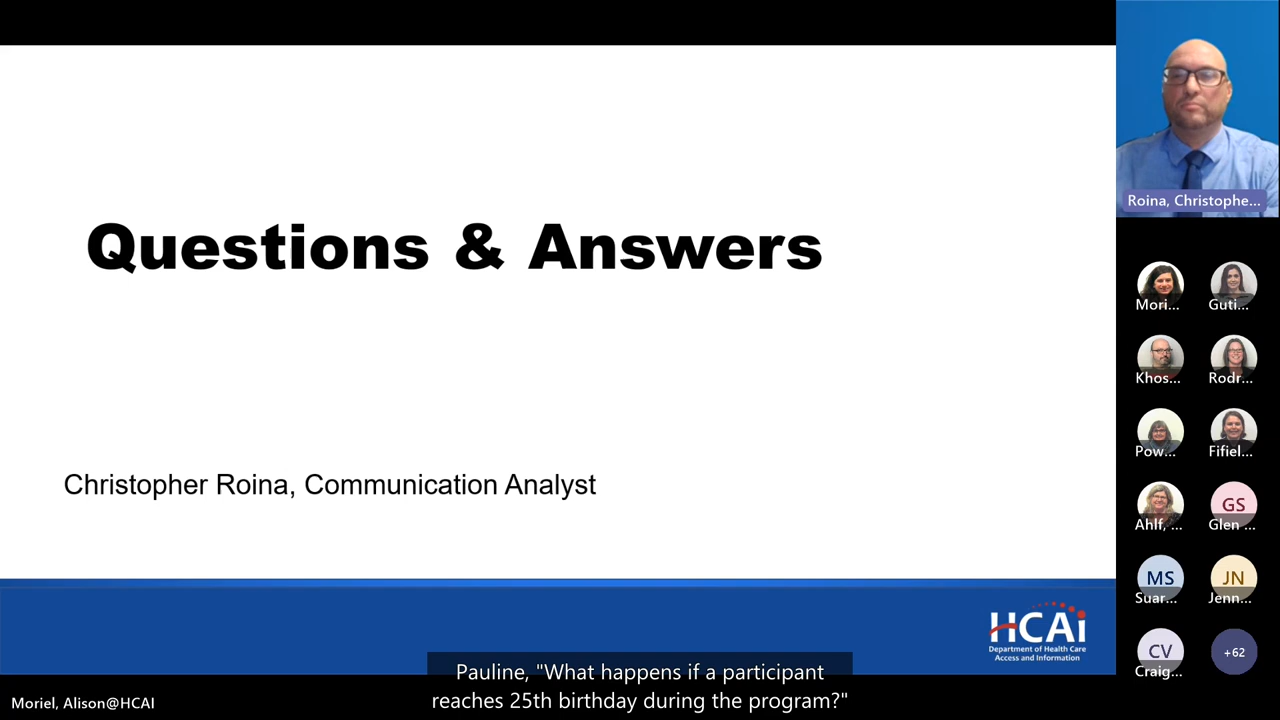 Questions & Answers
Christopher Roina, Communication Analyst
HCAi
Department of Health Care
Access and Information
Pauline, "What happens if a participant
reaches 25th birthday during the program?"
Moriel, Alison@HCAI
Roina, Christophe...
Mori...
Guti...
Khos...
Rodr...
Pow...
Fifiel...
Ahlf, ...
GS
Glen ...
MS
Suar...
JN
Jenn...
CV
Craig...
+62